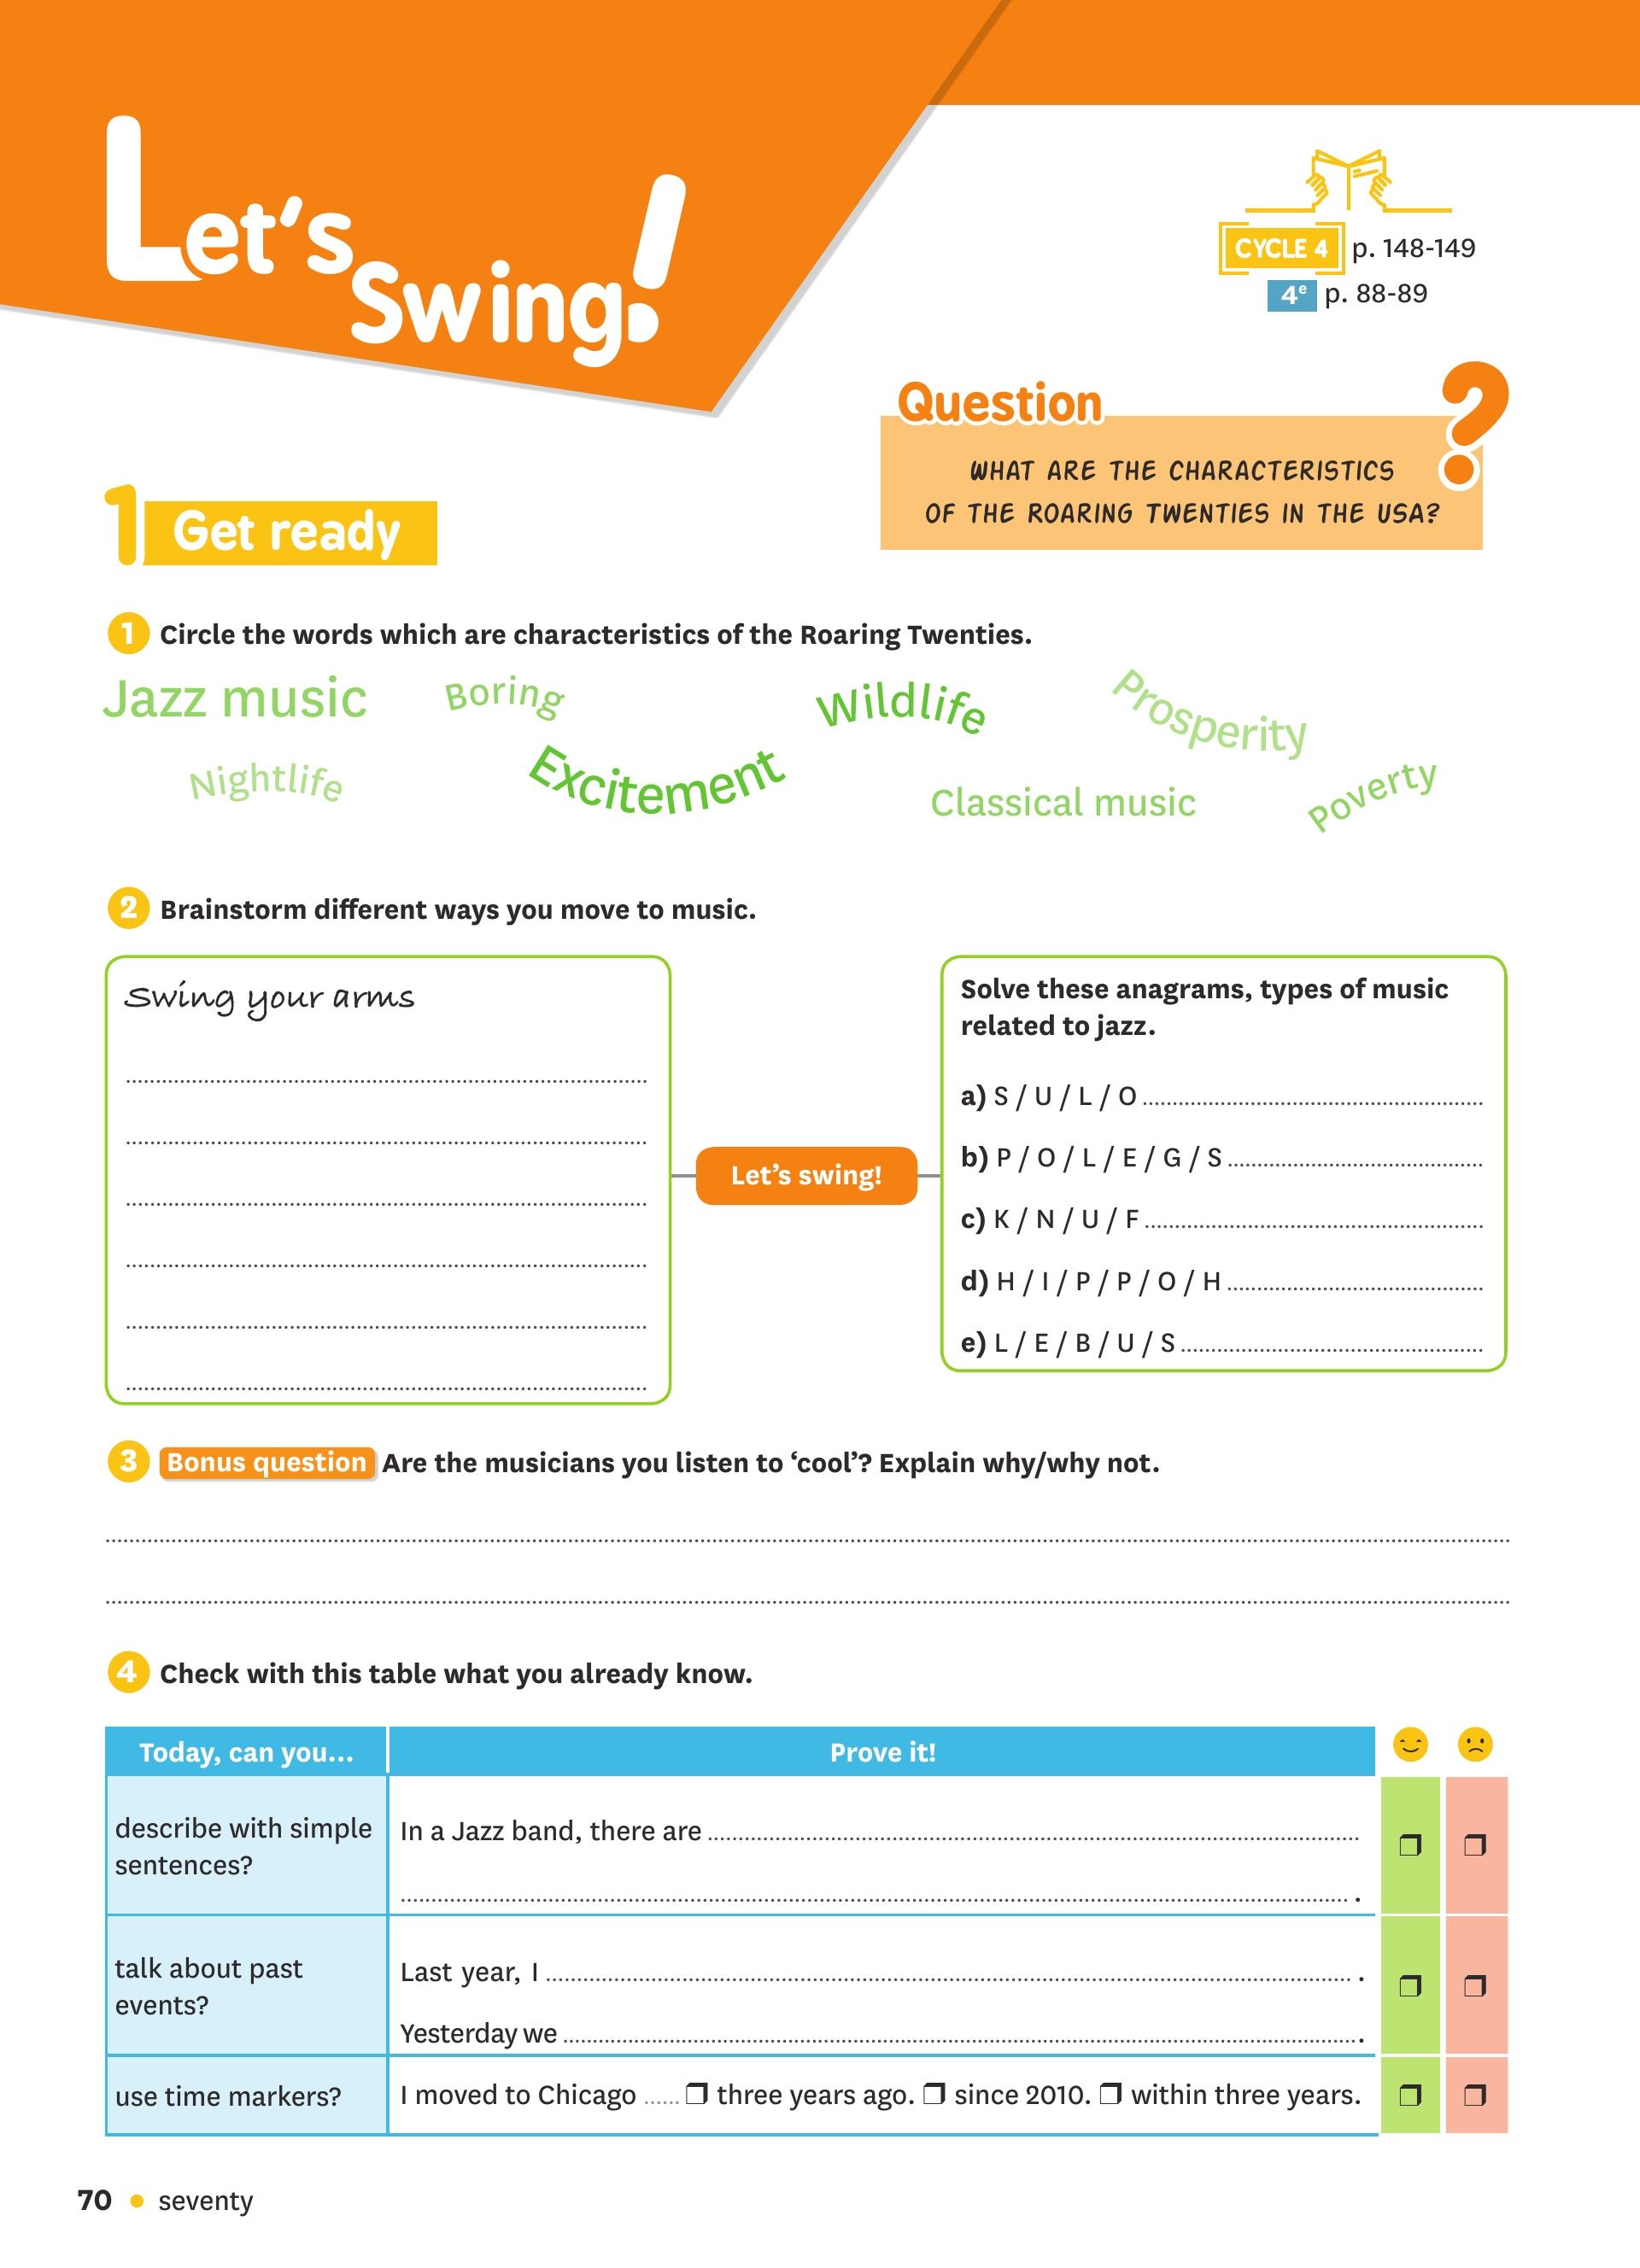 Let's
Swing!
CYCLE 4 p. 148-149
4e p. 88-89
Question ?
WHAT ARE THE CHARACTERISTICS
OF THE ROARING TWENTIES IN THE USA?
1 Get ready
1 Circle the words which are characteristics of the Roaring Twenties.
Jazz music Boring Wildlife Prosperity
Nightlife Excitement Classical music Poverty
2 Brainstorm different ways you move to music.
Swing your arms
Let's swing!
Solve these anagrams, types of music
related to jazz.
a) S / U / L / O
b) P / O / L / E / G / S
c) K / N / U / F
d) H / I / P / P / O / H
e) L / E / B / U / S
3 Bonus question Are the musicians you listen to ‘cool’? Explain why/why not.
4 Check with this table what you already know.
Today, can you... Prove it!
describe with simple
sentences?
In a Jazz band, there are
.
talk about past
events?
Last year, I .
Yesterday we .
use time markers?
I moved to Chicago ...... ❒ three years ago. ❒ since 2010. ❒ within three years.
70 • seventy